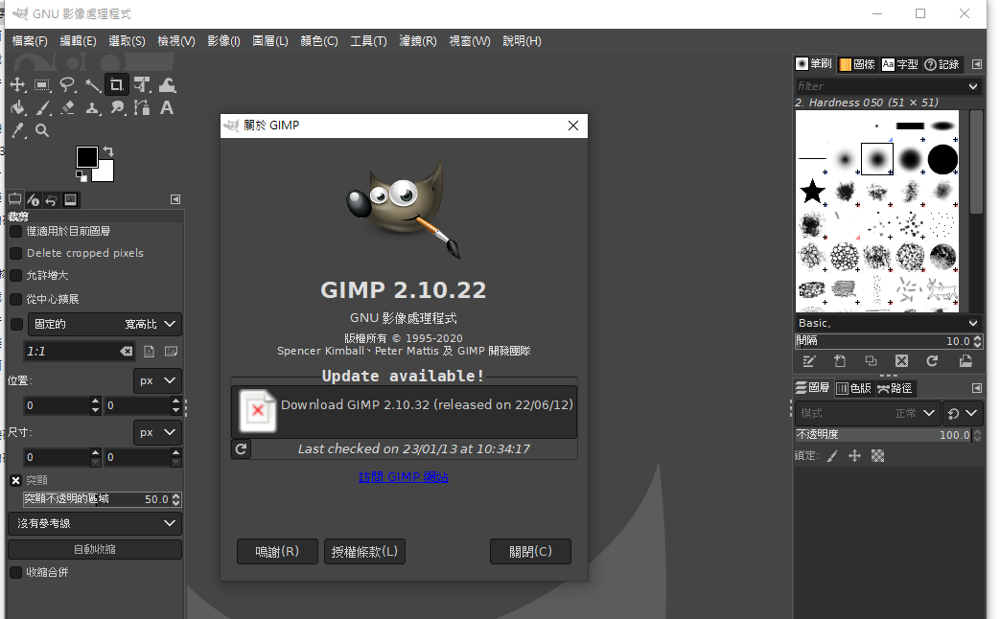 GNU 影像處理程式
檔案(F) 編輯(E) 選取(S) 檢視(V) 影像(I) 圖層(L) 顏色(C) 工具(T) 濾鏡(R) 視窗(W) 說明(H)
裁剪
僅適用於目前圖層
Delete cropped pixels
允許增大
從中心擴展
固定的 寬高比
1:1
位置: px
0 0
尺寸: px
0 0
突顯
突顯不透明的區域 50.0
沒有參考線
自動收縮
收縮合併
關於 GIMP
GIMP 2.10.22
GNU 影像處理程式
版權所有 © 1995-2020
Spencer Kimball、Peter Mattis 及 GIMP 開發團隊
Update available!
Download GIMP 2.10.32 (released on 22/06/12)
Last checked on 23/01/13 at 10:34:17
訪問 GIMP 網站
鳴謝(R) 授權條款(L) 關閉(C)
筆刷 圖樣 Aa 字型 記錄
filter
2. Hardness 050 (51 × 51)
Basic,
間隔 10.0
圖層 色版 路徑
模式 正常
不透明度 100.0
鎖定: